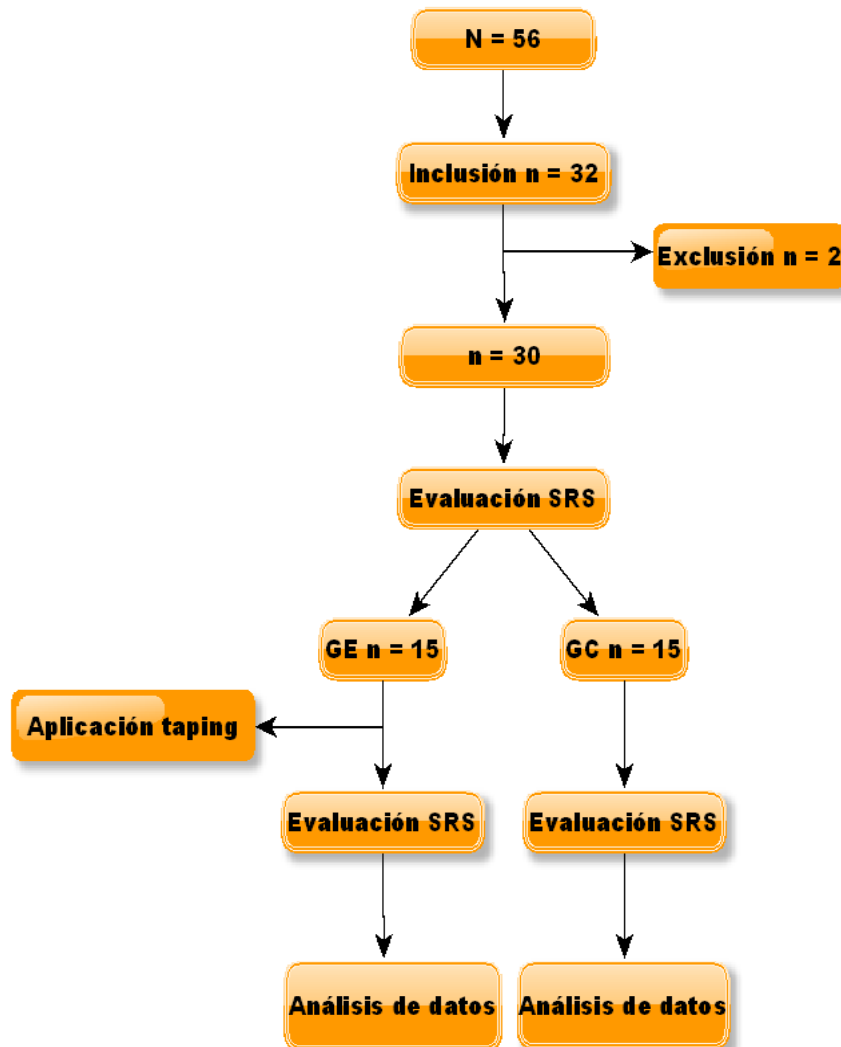 N = 56
Inclusión n = 32
Exclusión n = 2
n = 30
Evaluación SRS
GE n = 15
GC n = 15
Aplicación taping
Evaluación SRS
Evaluación SRS
Análisis de datos
Análisis de datos